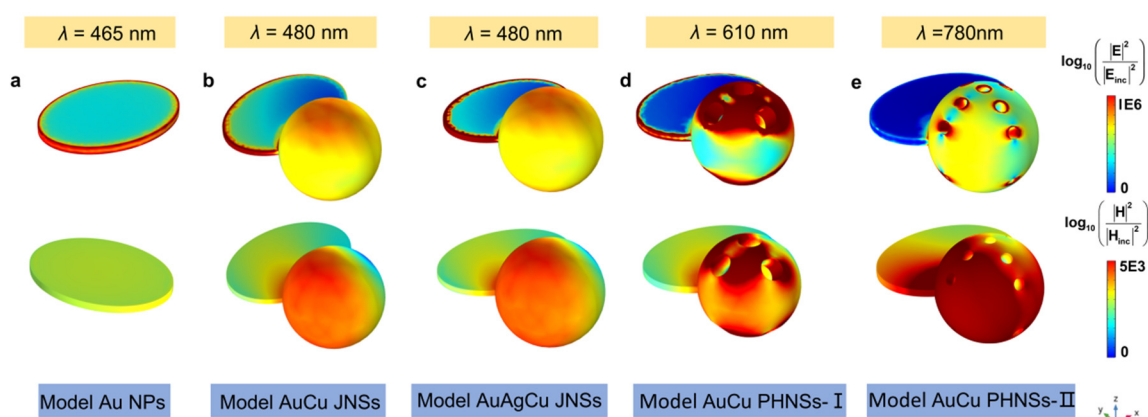 λ = 465 nm
λ = 480 nm
λ = 480 nm
λ = 610 nm
λ =780nm
a
b
c
d
e
log10(|E|²/|Einc|²)
IE6
0
log10(|H|²/|Hinc|²)
5E3
0
Model Au NPs
Model AuCu JNSs
Model AuAgCu JNSs
Model AuCu PHNSs-Ⅰ
Model AuCu PHNSs-Ⅱ
y z x